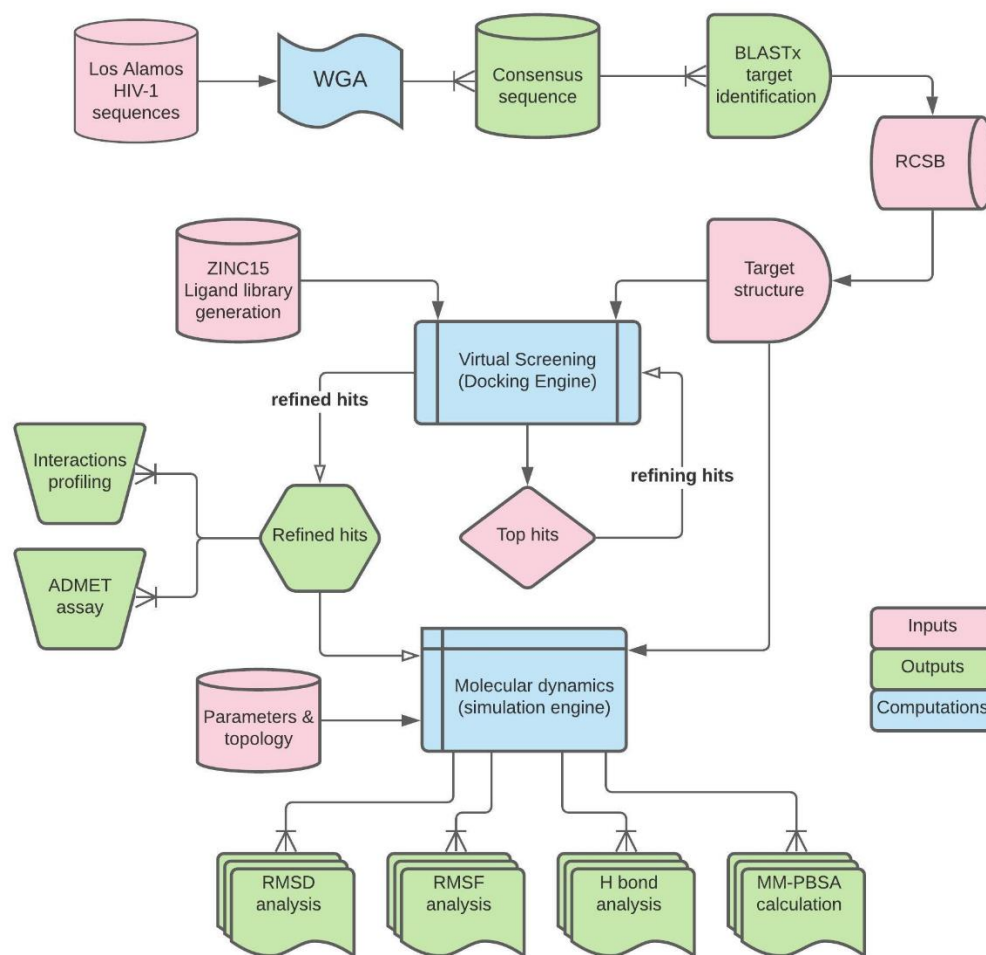 Los Alamos
HIV-1
sequences
WGA
Consensus
sequence
BLASTx
target
identification
RCSB
ZINC15
Ligand library
generation
Target
structure
Virtual Screening
(Docking Engine)
refined hits
refining hits
Interactions
profiling
Refined hits
Top hits
ADMET
assay
Inputs
Outputs
Computations
Parameters &
topology
Molecular dynamics
(simulation engine)
RMSD
analysis
RMSF
analysis
H bond
analysis
MM-PBSA
calculation